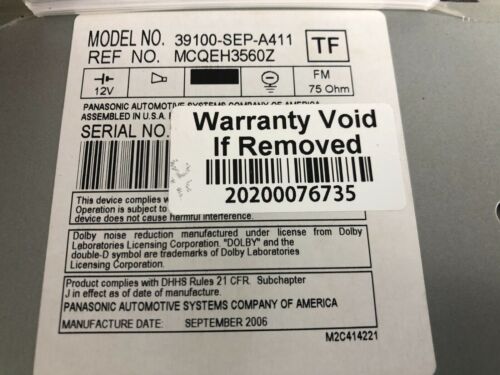 MODEL NO. 39100-SEP-A411
REF NO. MCQEH3560Z
TF
12V
FM
75 Ohm
PANASONIC AUTOMOTIVE SYSTEMS COMPANY OF AMERICA
ASSEMBLED IN U.S.A.
SERIAL NO.
Warranty Void
If Removed
20200076735
This device complies w
Operation is subject to
device does not cause harmful interference.
Dolby noise reduction manufactured under license from Dolby
Laboratories Licensing Corporation. "DOLBY" and the
double-D symbol are trademarks of Dolby Laboratories
Licensing Corporation.
Product complies with DHHS Rules 21 CFR Subchapter
J in effect as of date of manufacture.
PANASONIC AUTOMOTIVE SYSTEMS COMPANY OF AMERICA
MANUFACTURE DATE: SEPTEMBER 2006
M2C414221